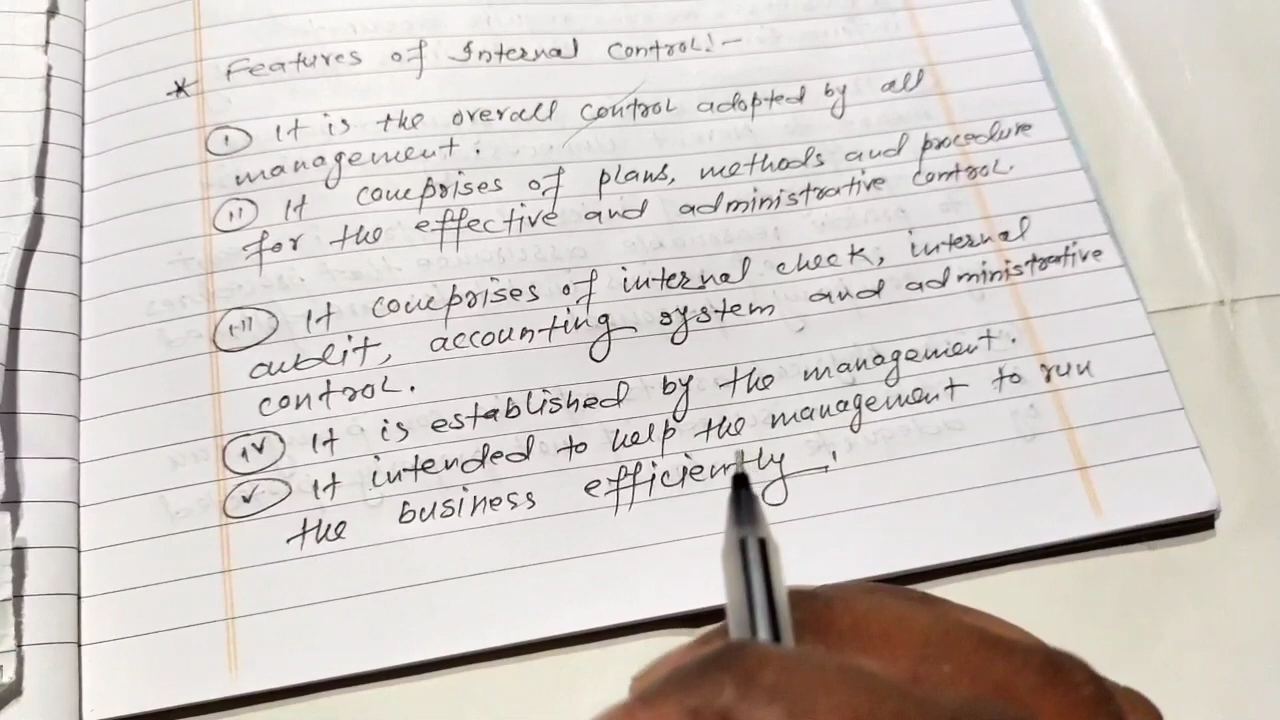 * Features of Internal Control:-
(I) It is the overall control adopted by all
management.
(II) It comprises of plans, methods and procedure
for the effective and administrative control.
(III) It comprises of internal check, internal
audit, accounting system and administrative
control.
(IV) It is established by the management.
(V) It intended to help the management to run
the business efficiently.